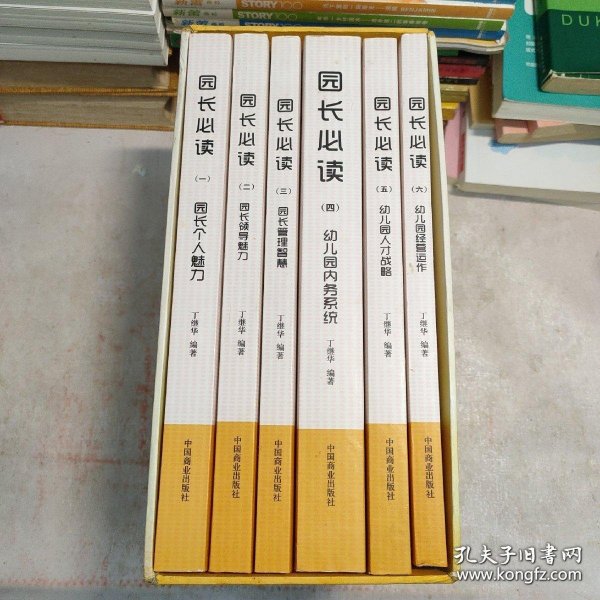 STORY100
STORY100
DUK
园长必读
(一)
园长个人魅力
丁继华 编著
中国商业出版社
园长必读
(二)
园长领导魅力
丁继华 编著
中国商业出版社
园长必读
(三)
园长管理智慧
丁继华 编著
中国商业出版社
园长必读
(四)
幼儿园内务系统
丁继华 编著
中国商业出版社
园长必读
(五)
幼儿园人才战略
丁继华 编著
中国商业出版社
园长必读
(六)
幼儿园经营运作
丁继华 编著
中国商业出版社
孔夫子旧书网
www.kongfz.com